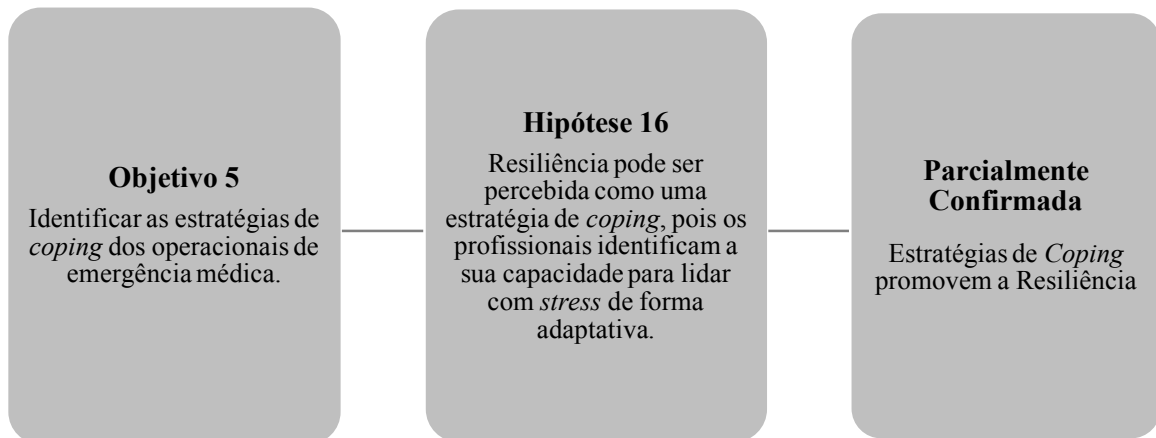 Objetivo 5
Identificar as estratégias de
coping dos operacionais de
emergência médica.
Hipótese 16
Resiliência pode ser
percebida como uma
estratégia de coping, pois os
profissionais identificam a
sua capacidade para lidar
com stress de forma
adaptativa.
Parcialmente
Confirmada
Estratégias de Coping
promovem a Resiliência